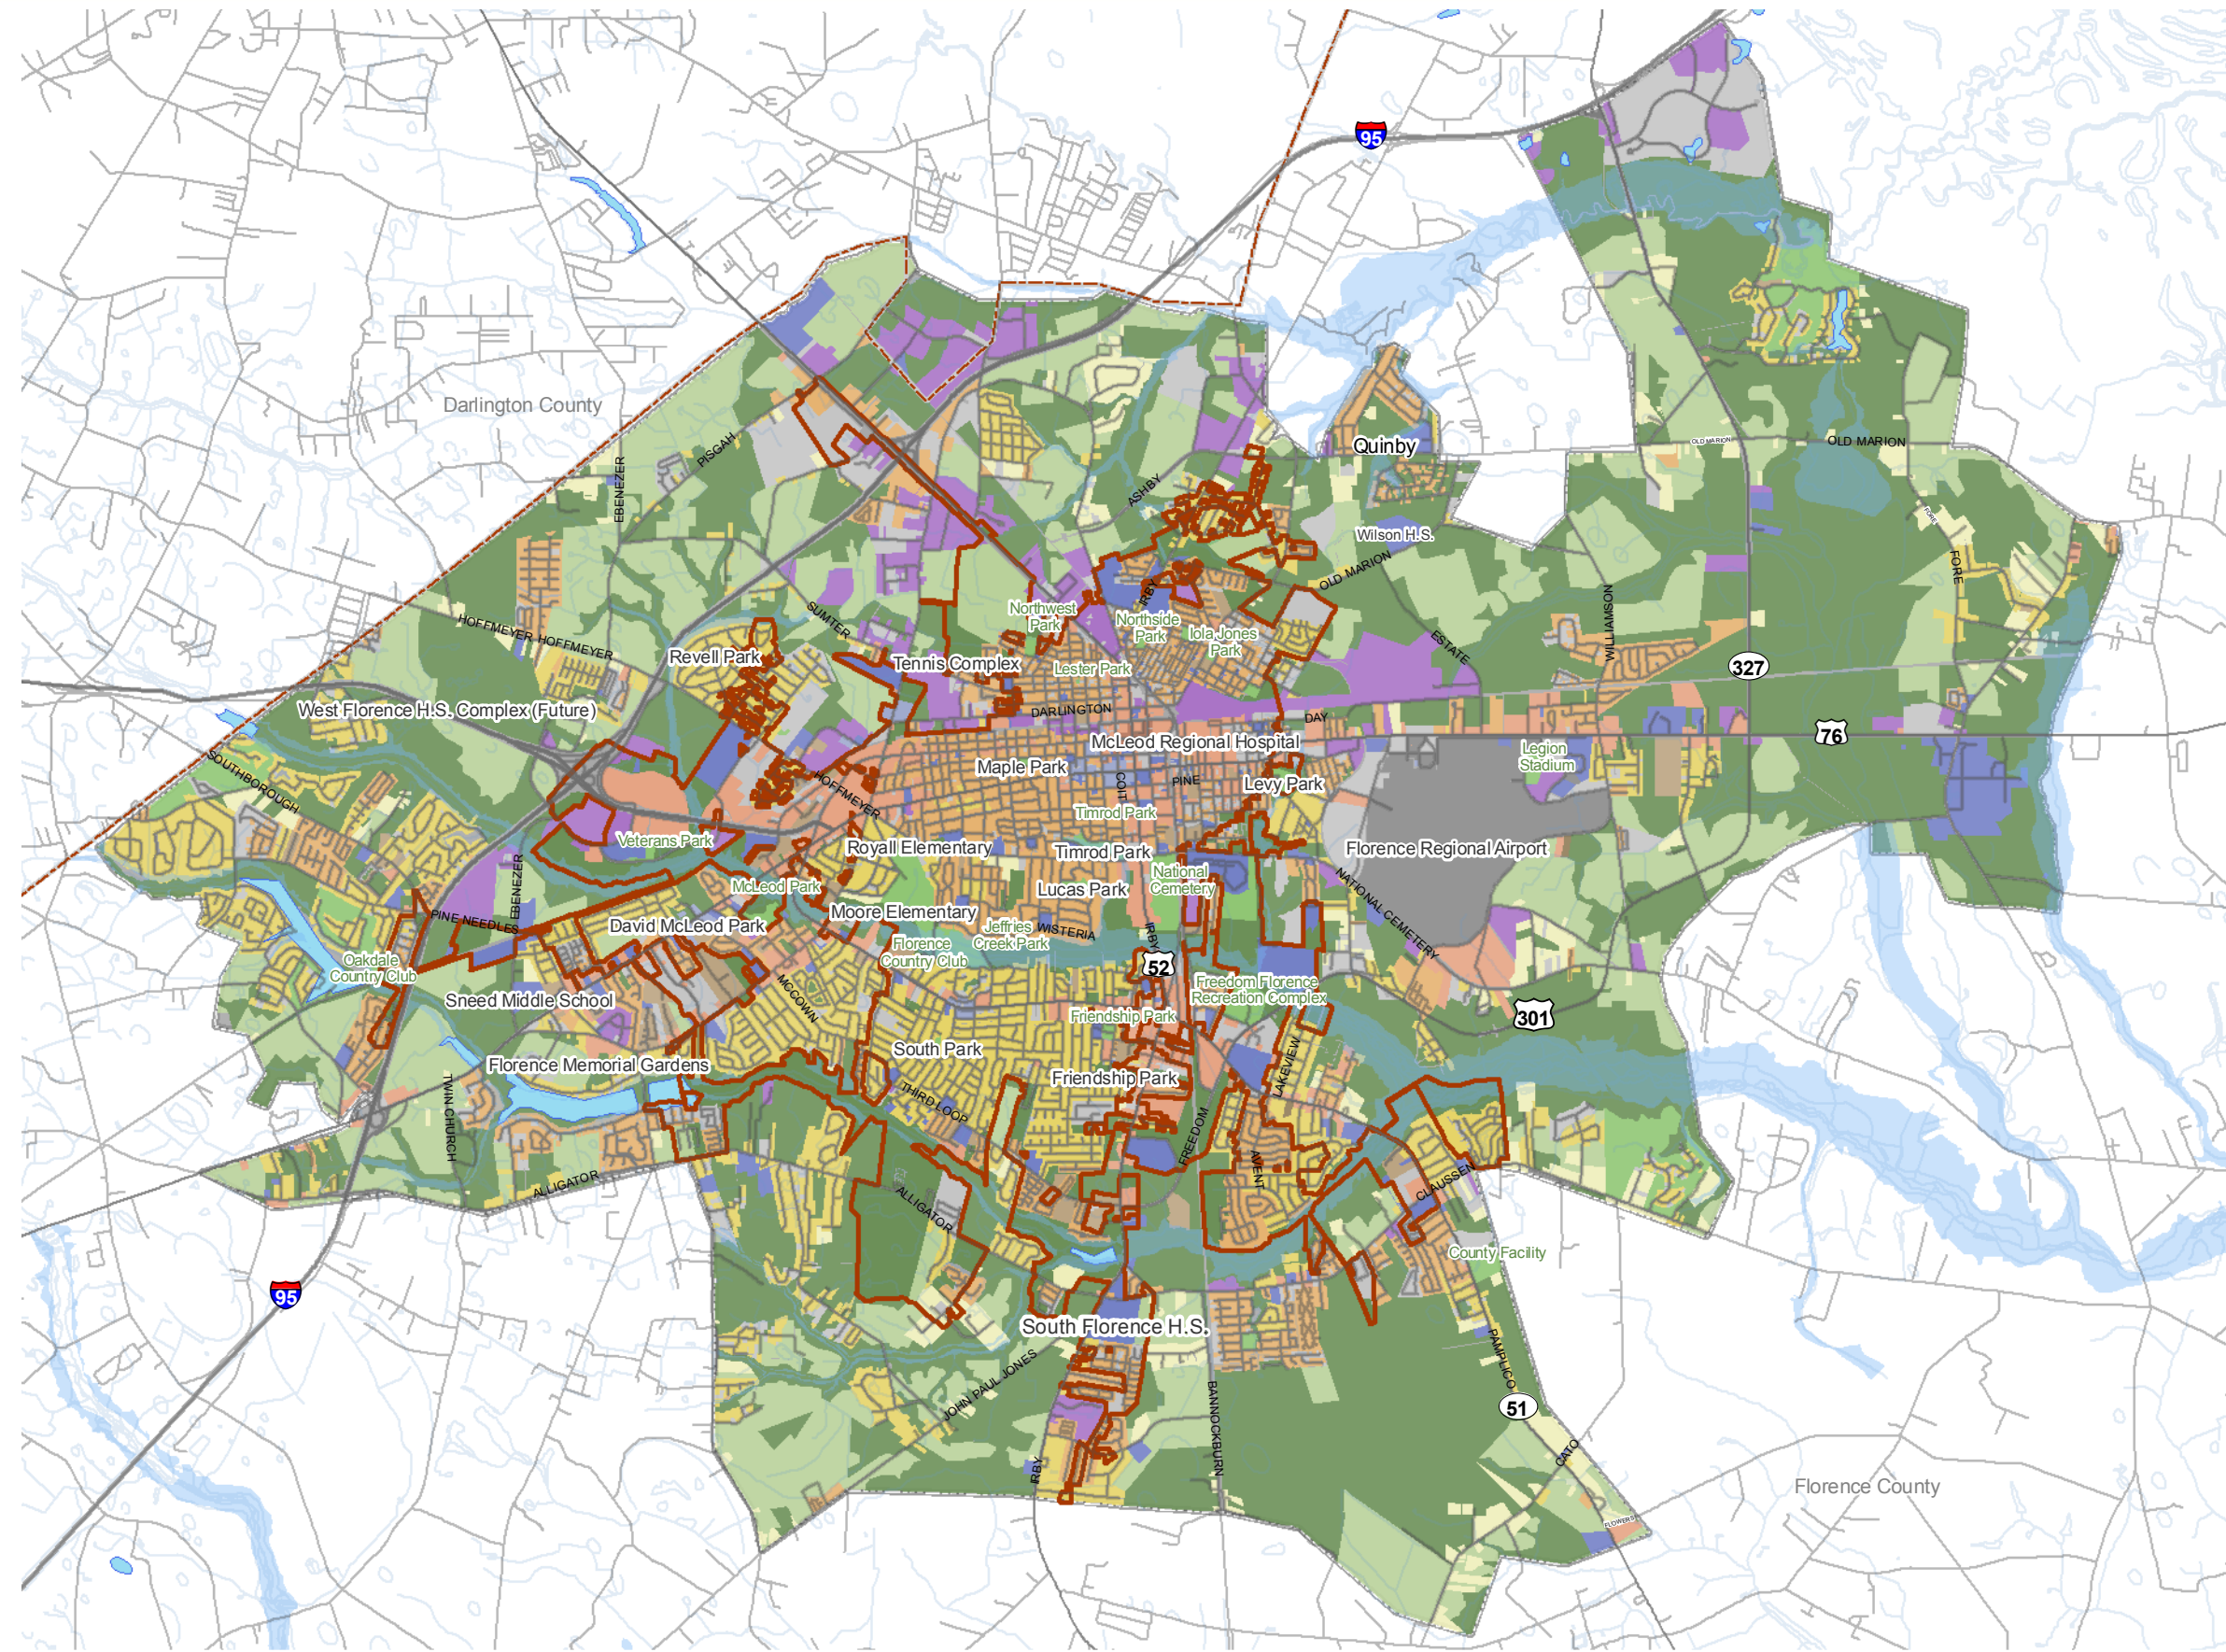 95
Darlington County
PISGAH
EBENEZER
Quinby
OLD MARION
OLD MARION
ASHBY
Wilson H.S.
OLD MARION
FORE
FORE
IRBY
Northwest
Park
Northside
Park
Iola Jones
Park
HOFFMEYER
HOFFMEYER
SUMTER
ESTATE
WILLIAMSON
Revell Park
Tennis Complex
Lester Park
327
West Florence H.S. Complex (Future)
DARLINGTON
DAY
76
McLeod Regional Hospital
Legion
Stadium
Maple Park
COIT
PINE
Levy Park
SOUTHBOROUGH
HOFFMEYER
Timrod Park
Veterans Park
Royall Elementary
Timrod Park
Florence Regional Airport
EBENEZER
McLeod Park
Lucas Park
National
Cemetery
NATIONAL CEMETERY
PINE NEEDLES
David McLeod Park
Moore Elementary
Jeffries
Creek Park
WISTERIA
IRBY
Florence
Country Club
Oakdale
Country Club
52
Freedom Florence
Recreation Complex
Sneed Middle School
MCCOWN
Friendship Park
301
South Park
LAKEVIEW
Florence Memorial Gardens
Friendship Park
THIRD LOOP
TWIN CHURCH
FREEDOM
AVENT
CLAUSSEN
ALLIGATOR
ALLIGATOR
County Facility
95
South Florence H.S.
JOHN PAUL JONES
PAMPLICO
BANNOCKBURN
51
CATO
IRBY
Florence County
FLOWERS